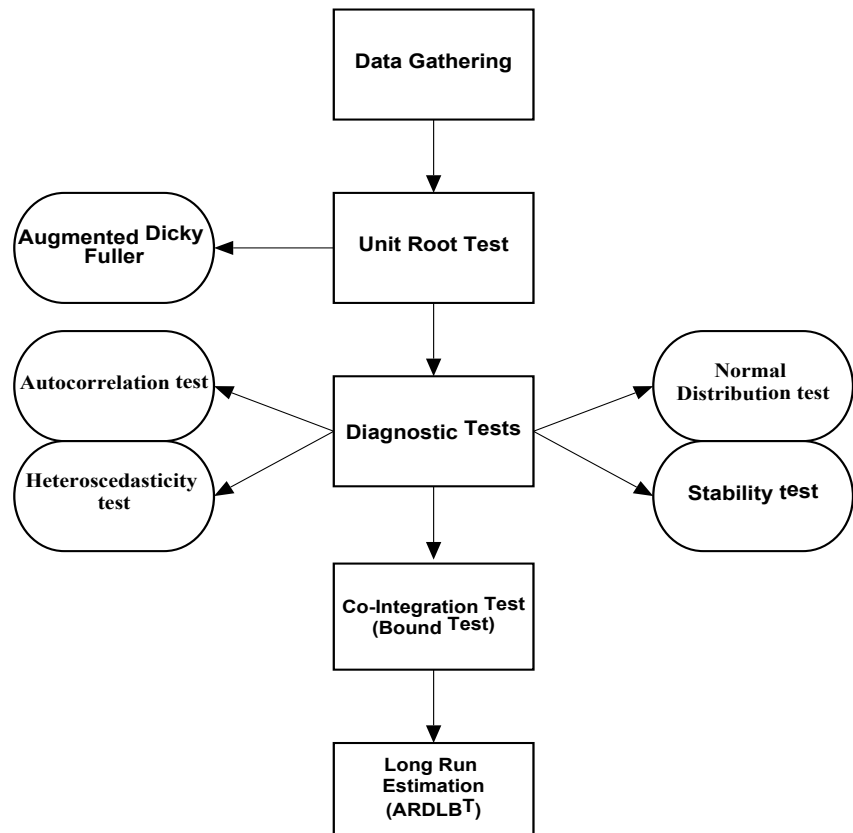 Data Gathering
Unit Root Test
Augmented Dicky
Fuller
Autocorrelation test
Normal
Distribution test
Diagnostic Tests
Heteroscedasticity
test
Stability test
Co-Integration Test
(Bound Test)
Long Run
Estimation
(ARDLBT)